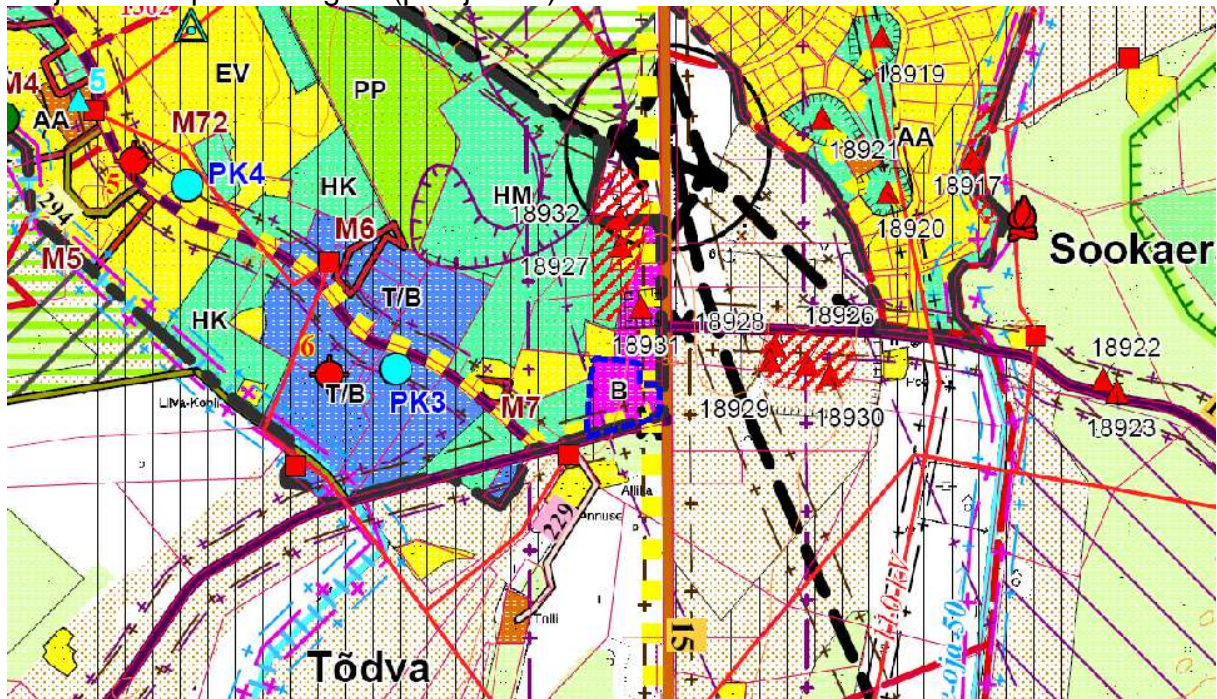 1562
M4
5
EV
PP
18919
AA
M72
18921
AA
PK4
HK
HM
18932
18917
5
18920
294
M6
Sookaer
M5
18927
T/B
HK
18928
18926
18931
18922
6
T/B
PK3
M7
B
18929
18930
18923
Liiva-Kopli
Allika
Annuse
229
15
Tõdva